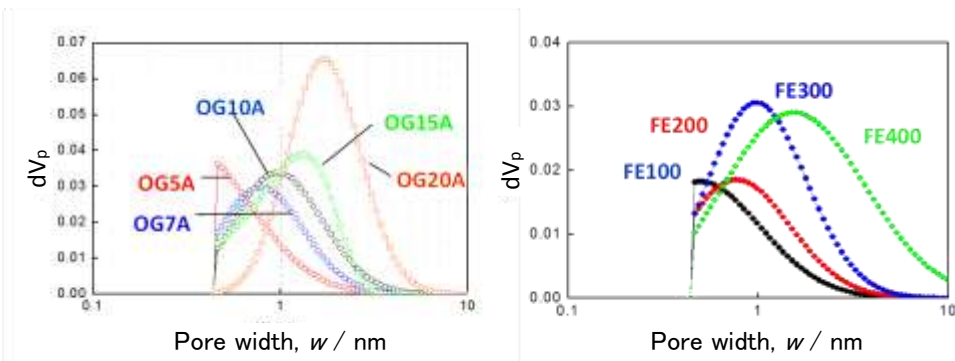 0.07
0.06
0.05
0.04
0.03
0.02
0.01
0.00
dVp
OG10A
OG15A
OG5A
OG20A
OG7A
0.1
1
10
Pore width, w / nm
0.04
0.03
0.02
0.01
0.00
dVp
FE300
FE200
FE400
FE100
0.1
1
10
Pore width, w / nm